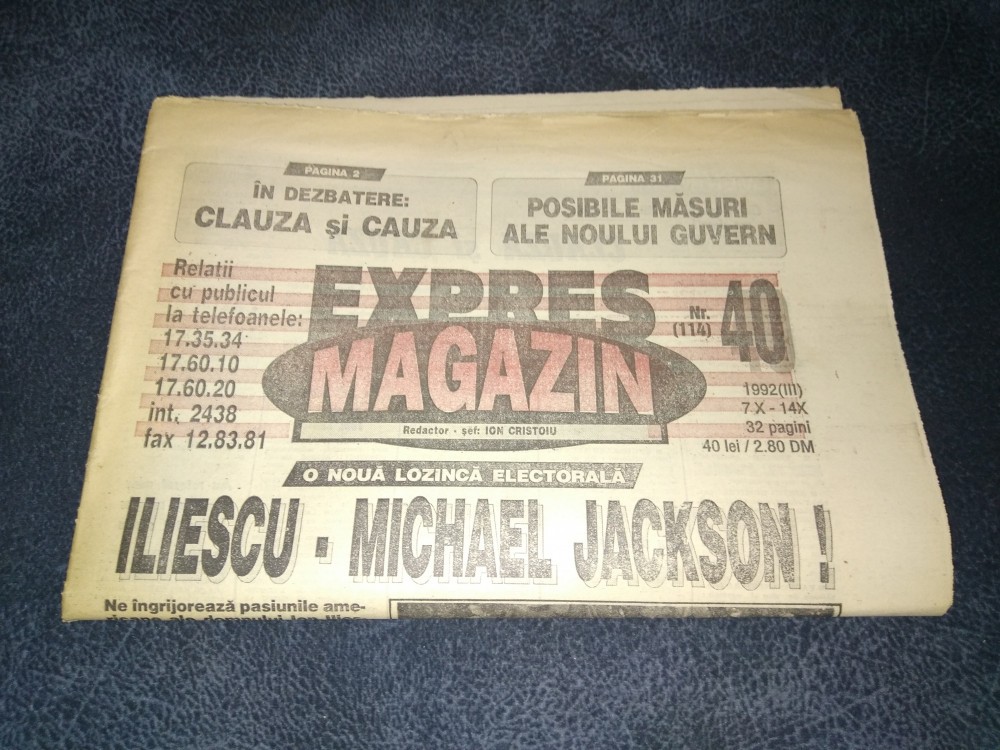 PAGINA 2
ÎN DEZBATERE:
CLAUZA și CAUZA
PAGINA 31
POSIBILE MĂSURI
ALE NOULUI GUVERN
Relatii
cu publicul
la telefoanele:
17.35.34
17.60.10
17.60.20
int. 2438
fax 12.83.81
EXPRES
MAGAZIN
Redactor - șef: ION CRISTOIU
Nr.
(114)
40
1992(III)
7 X - 14X
32 pagini
40 lei / 2.80 DM
O NOUĂ LOZINCĂ ELECTORALĂ
ILIESCU - MICHAEL JACKSON !
Ne îngrijorează pasiunile ame-